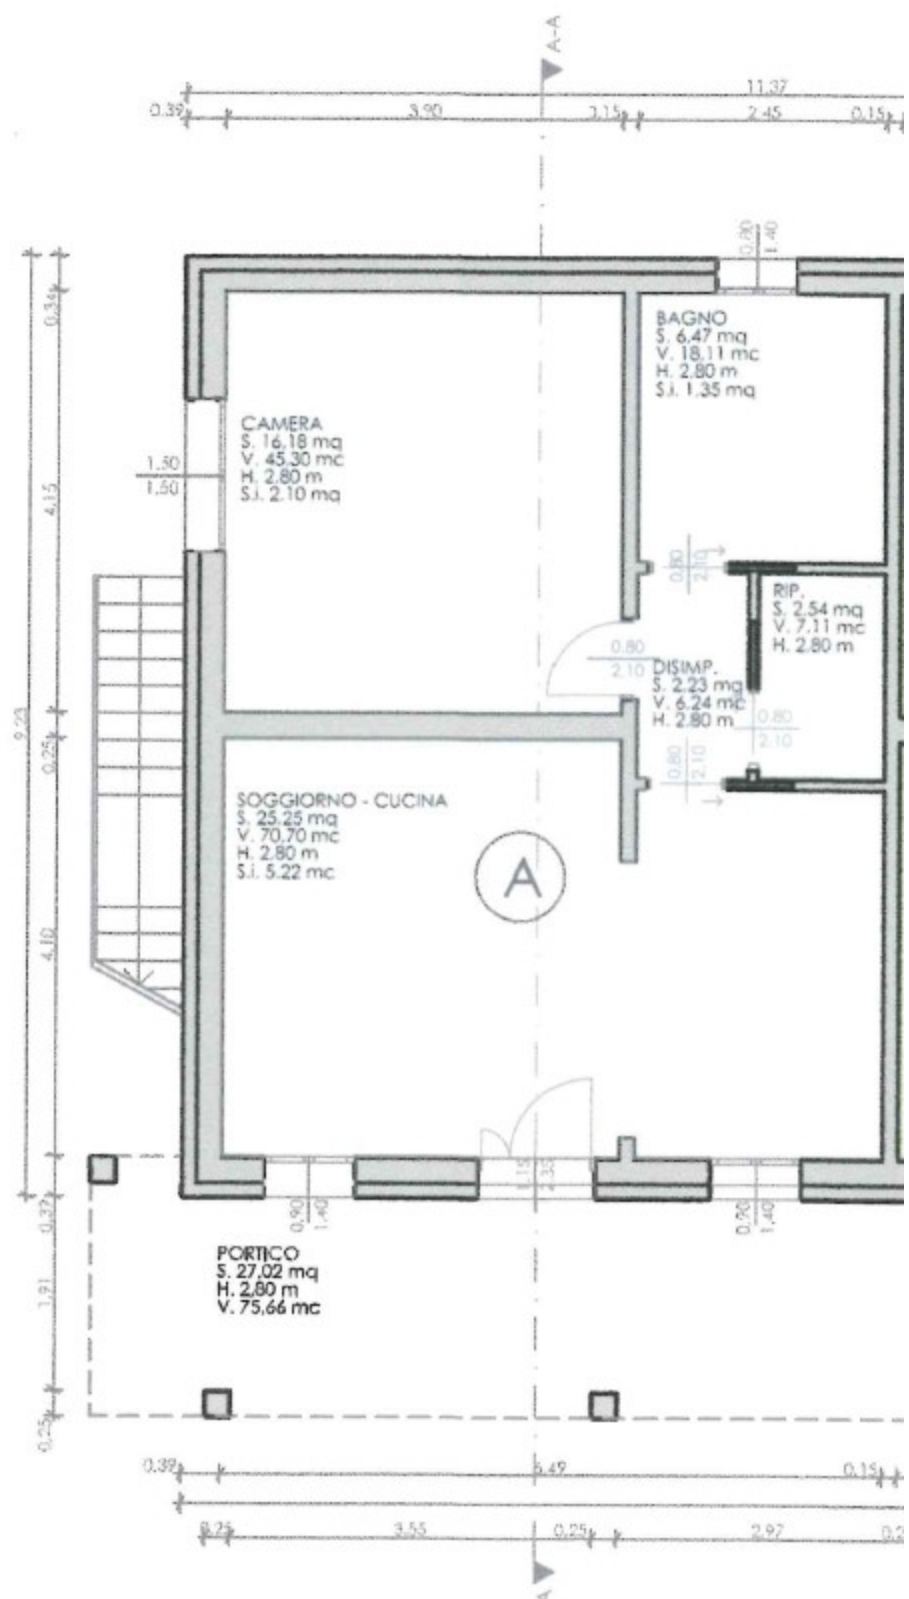 A-A
11,37
0,39 3,90 0,15 2,45 0,15
0,80
1,40
0,34
BAGNO
S. 6,47 mq
V. 18,11 mc
H. 2,80 m
S.i. 1,35 mq
CAMERA
S. 16,18 mq
V. 45,30 mc
H. 2,80 m
S.i. 2,10 mq
1,50
1,50
4,15
0,80
2,10
RIP.
S. 2,54 mq
V. 7,11 mc
H. 2,80 m
0,80
2,10
DISIMP.
S. 2,23 mq
V. 6,24 mc
H. 2,80 m
0,80
2,10
9,23
0,25
0,80
2,10
SOGGIORNO - CUCINA
S. 25,25 mq
V. 70,70 mc
H. 2,80 m
S.i. 5,22 mc
A
4,10
1,15
2,35
0,90
1,40
0,90
1,40
0,37
PORTICO
S. 27,02 mq
H. 2,80 m
V. 75,66 mc
1,91
0,25
0,39 6,49 0,15
0,25 3,55 0,25 2,97
A